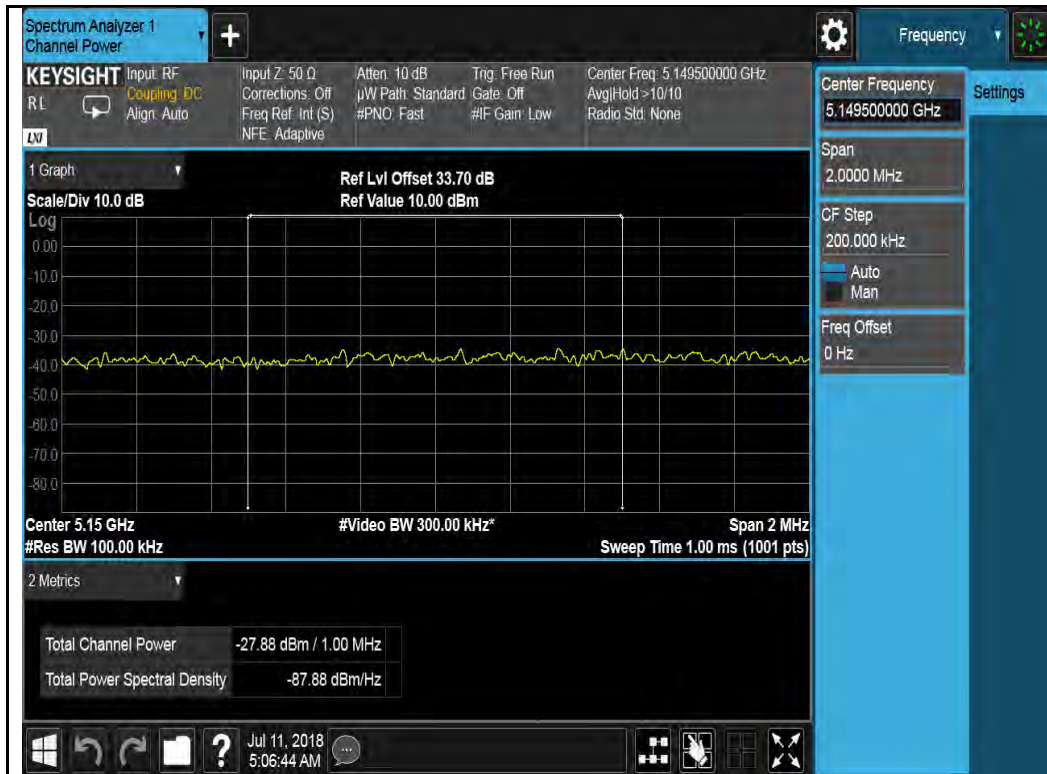 Spectrum Analyzer 1
Channel Power
+
Frequency
KEYSIGHT
RL
LXI
Input: RF
Coupling: DC
Align: Auto
Input Z: 50 Ω
Corrections: Off
Freq Ref: Int (S)
NFE: Adaptive
Atten: 10 dB
µW Path: Standard
#PNO: Fast
Trig: Free Run
Gate: Off
#IF Gain: Low
Center Freq: 5.149500000 GHz
Avg|Hold >10/10
Radio Std: None
Center Frequency
5.149500000 GHz
Settings
Span
2.0000 MHz
CF Step
200.000 kHz
Auto
Man
Freq Offset
0 Hz
1 Graph
Scale/Div 10.0 dB
Ref Lvl Offset 33.70 dB
Ref Value 10.00 dBm
Log
0.00
-10.0
-20.0
-30.0
-40.0
-50.0
-60.0
-70.0
-80.0
Center 5.15 GHz
#Video BW 300.00 kHz*
Span 2 MHz
#Res BW 100.00 kHz
Sweep Time 1.00 ms (1001 pts)
2 Metrics
Total Channel Power -27.88 dBm / 1.00 MHz
Total Power Spectral Density -87.88 dBm/Hz
?
Jul 11, 2018
5:06:44 AM